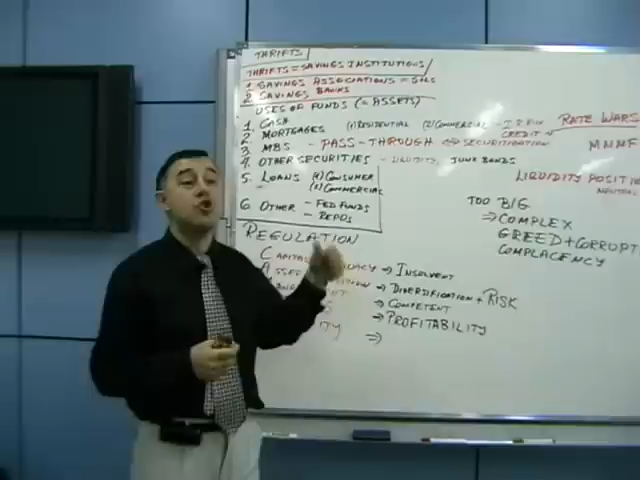 THRIFTS
THRIFTS = SAVINGS INSTITUTIONS
1. SAVINGS ASSOCIATIONS = S&LS
2. SAVINGS BANKS
USES OF FUNDS (= ASSETS)
1. CASH
2. MORTGAGES (1) RESIDENTIAL (2) COMMERCIAL
3. MBS - PASS-THROUGH SECURITISATION
4. OTHER SECURITIES - LIQUIDITY, JUNK BONDS
5. LOANS (1) CONSUMER
(2) COMMERCIAL
6. OTHER - FED FUNDS
- REPOS
REGULATION
⇒ INSOLVENT
⇒ DIVERSIFICATION + RISK
⇒ COMPETENT
⇒ PROFITABILITY
⇒
RATE WARS
MMMF
LIQUIDITY POSITIO
NEUTRAL
TOO BIG
⇒ COMPLEX
GREED + CORRUPT
COMPLACENCY